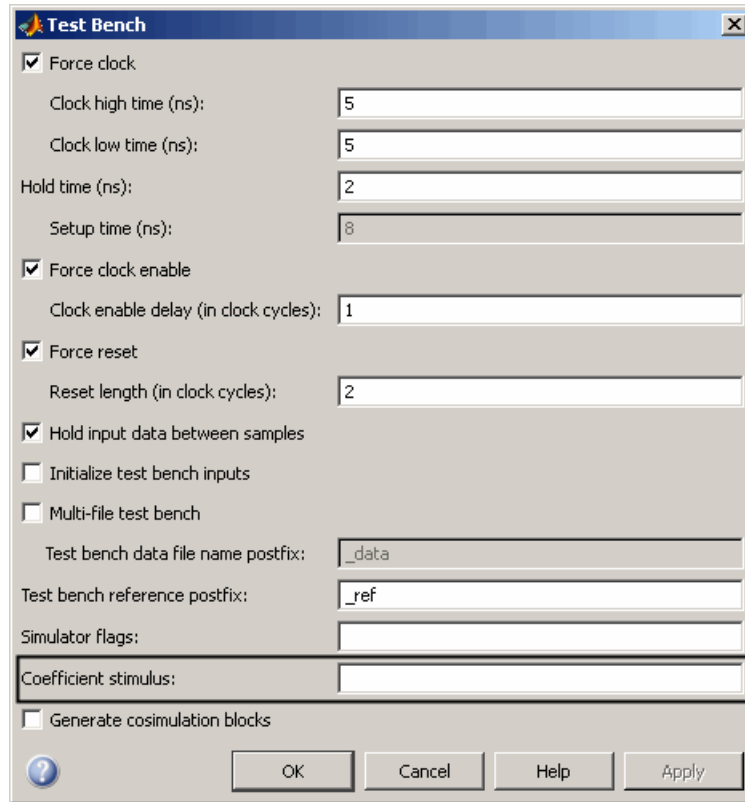 Test Bench
Force clock
Clock high time (ns): 5
Clock low time (ns): 5
Hold time (ns): 2
Setup time (ns): 8
Force clock enable
Clock enable delay (in clock cycles): 1
Force reset
Reset length (in clock cycles): 2
Hold input data between samples
Initialize test bench inputs
Multi-file test bench
Test bench data file name postfix: _data
Test bench reference postfix: _ref
Simulator flags:
Coefficient stimulus:
Generate cosimulation blocks
? OK Cancel Help Apply